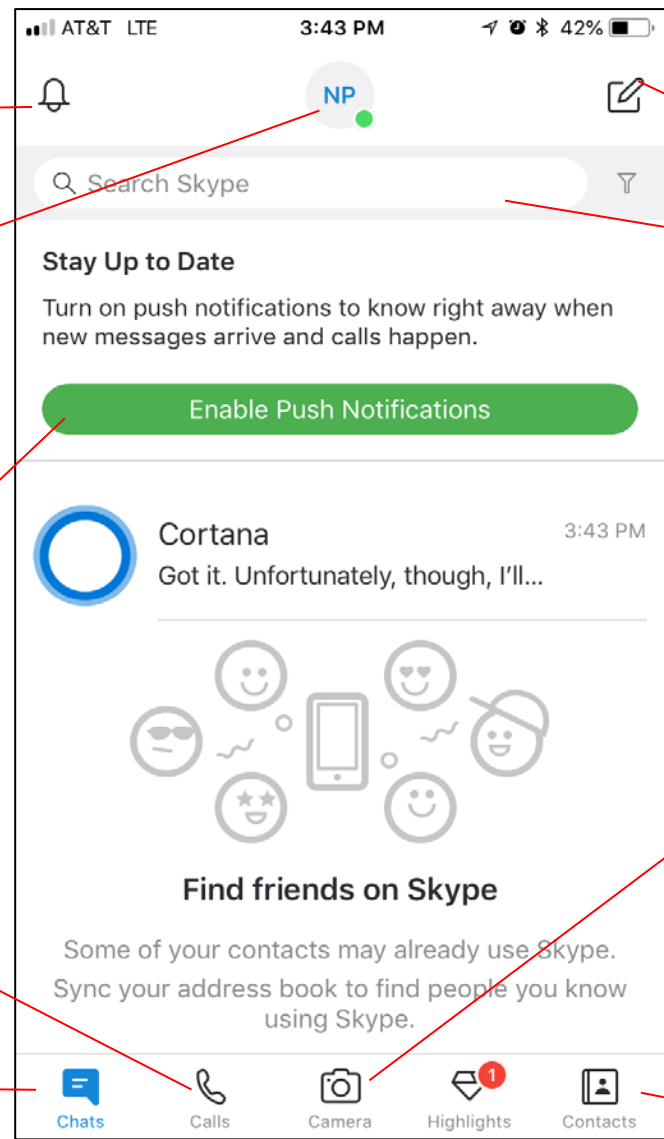 AT&T LTE 3:43 PM 42%
NP
Search Skype
Stay Up to Date
Turn on push notifications to know right away when
new messages arrive and calls happen.
Enable Push Notifications
Cortana 3:43 PM
Got it. Unfortunately, though, I'll...
Find friends on Skype
Some of your contacts may already use Skype.
Sync your address book to find people you know
using Skype.
1
Chats Calls Camera Highlights Contacts